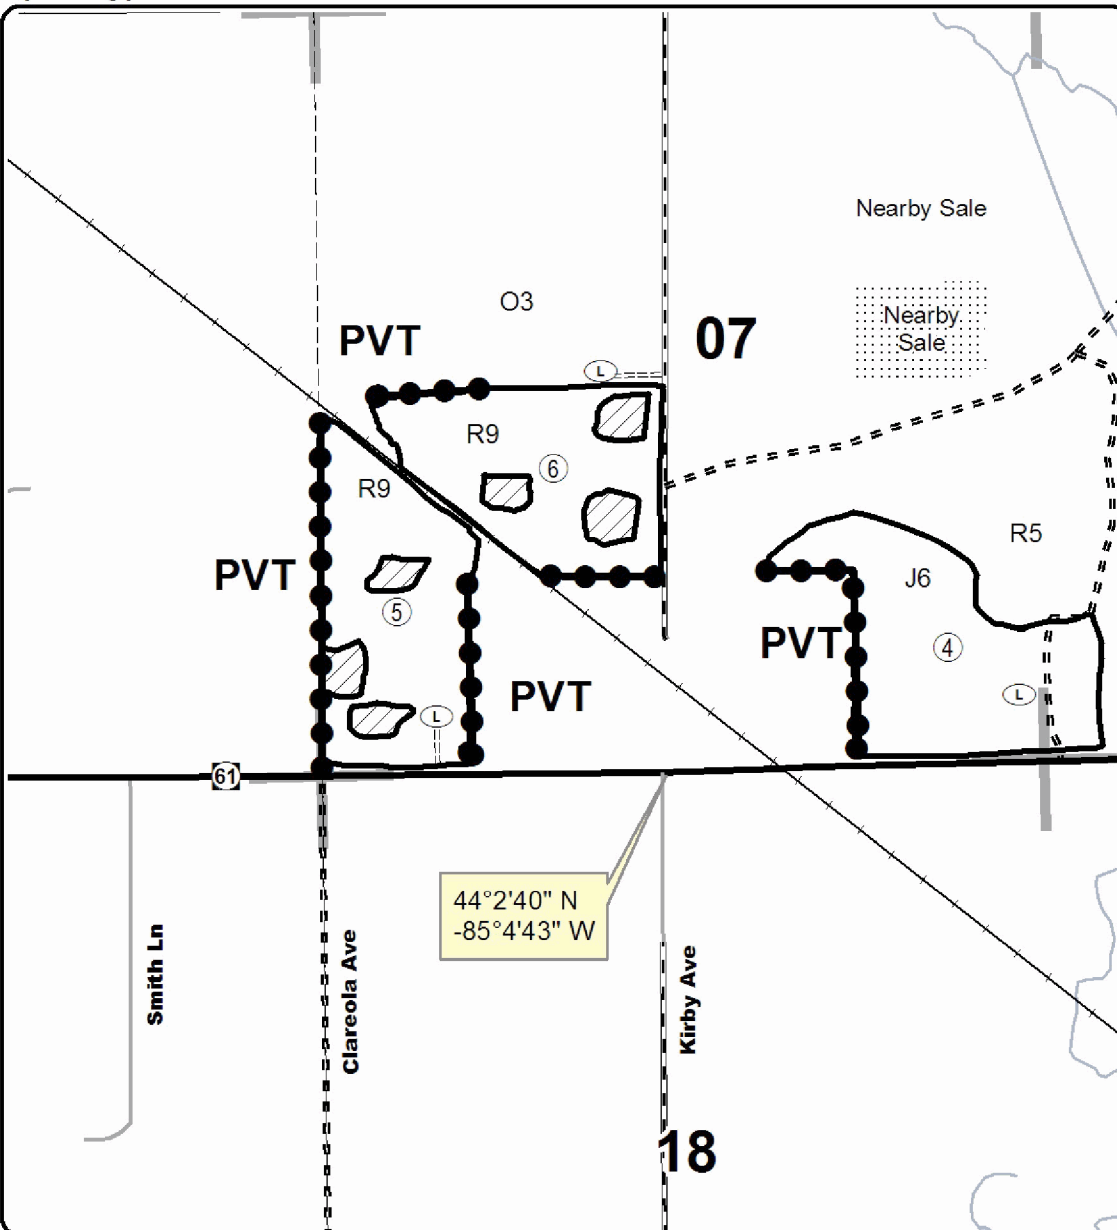 Nearby Sale
O3
Nearby
Sale
PVT
07
L
R9
6
R9
R5
PVT
J6
5
PVT
4
PVT
L
L
61
44°2'40" N
-85°4'43" W
Smith Ln
Clareola Ave
Kirby Ave
18